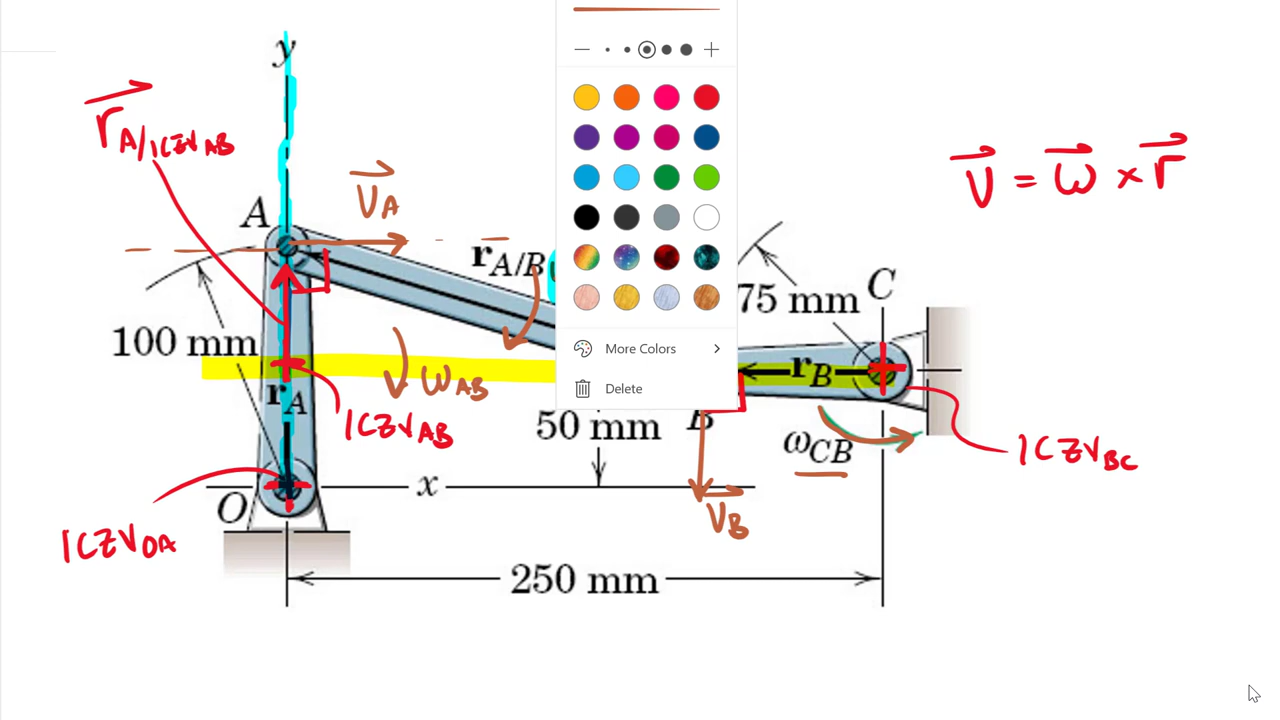 y
r A/ICZV AB
V = ω × r
A
V A
r A/B
75 mm
C
100 mm
More Colors
r B
ω AB
r A
Delete
ICZV AB
50 mm
B
ω CB
ICZV BC
x
O
V B
ICZV OA
250 mm